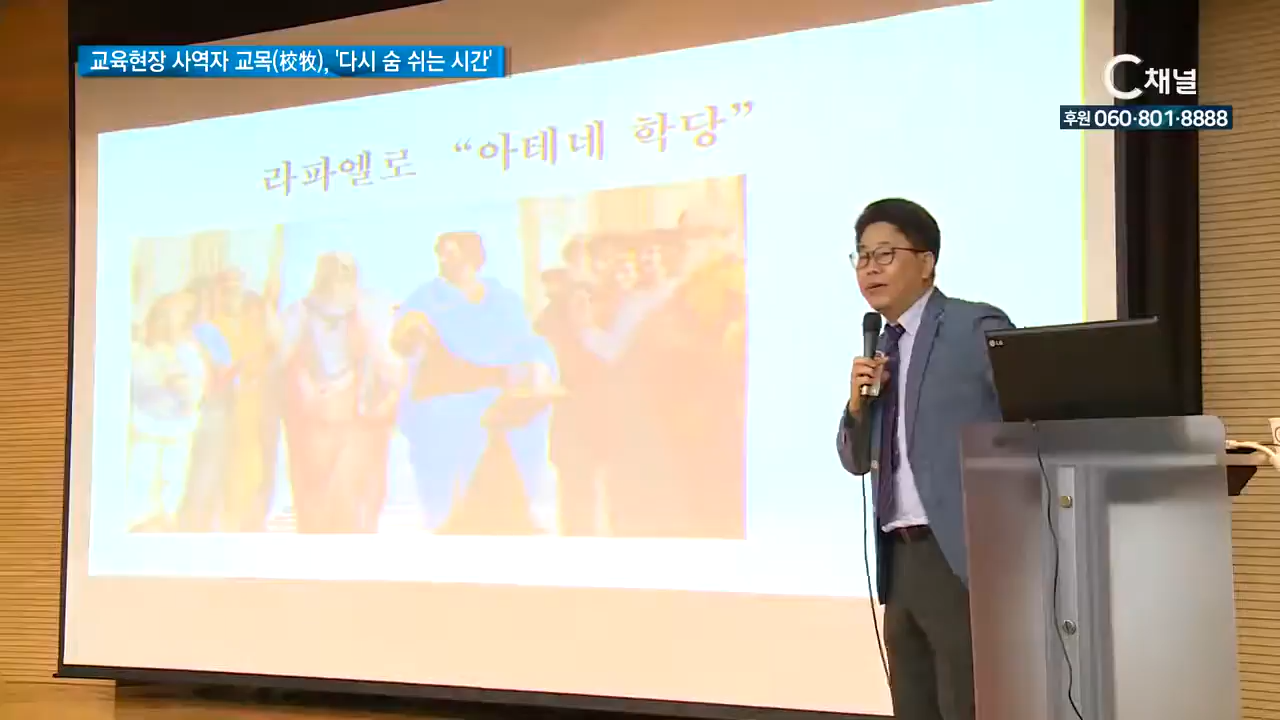 교육현장 사역자 교목(校牧), '다시 숨 쉬는 시간'
C채널
후원 060·801·8888
라파엘로 “아테네 학당”
LG